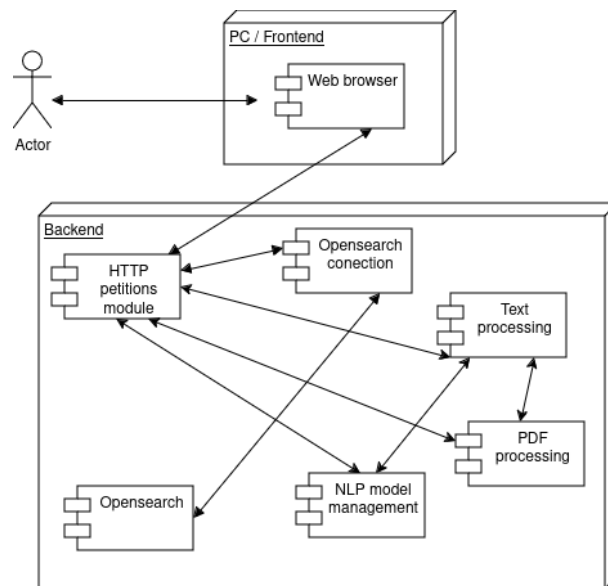 PC / Frontend
Web browser
Actor
Backend
HTTP
petitions
module
Opensearch
conection
Text
processing
PDF
processing
Opensearch
NLP model
management